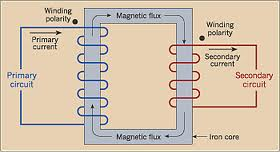 Winding
polarity
Magnetic flux
Winding
polarity
Primary
current
Secondary
current
Primary
circuit
Secondary
circuit
Magnetic flux
Iron core